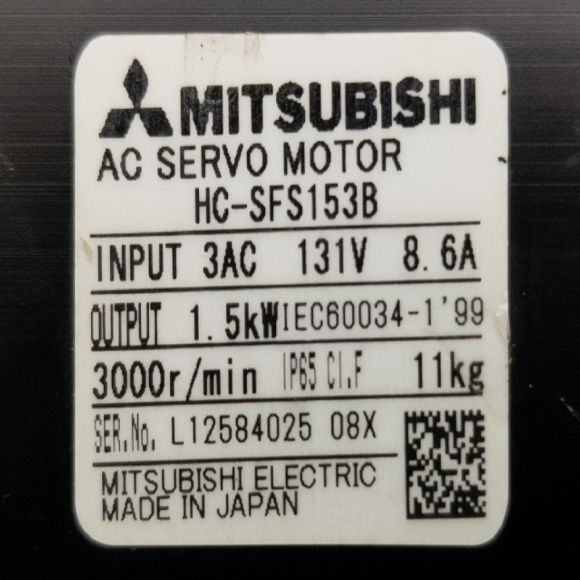 MITSUBISHI
AC SERVO MOTOR
HC-SFS153B
INPUT 3AC 131V 8.6A
OUTPUT 1.5kW IEC60034-1'99
3000r/min IP65 CI.F 11kg
SER.No. L12584025 08X
MITSUBISHI ELECTRIC
MADE IN JAPAN